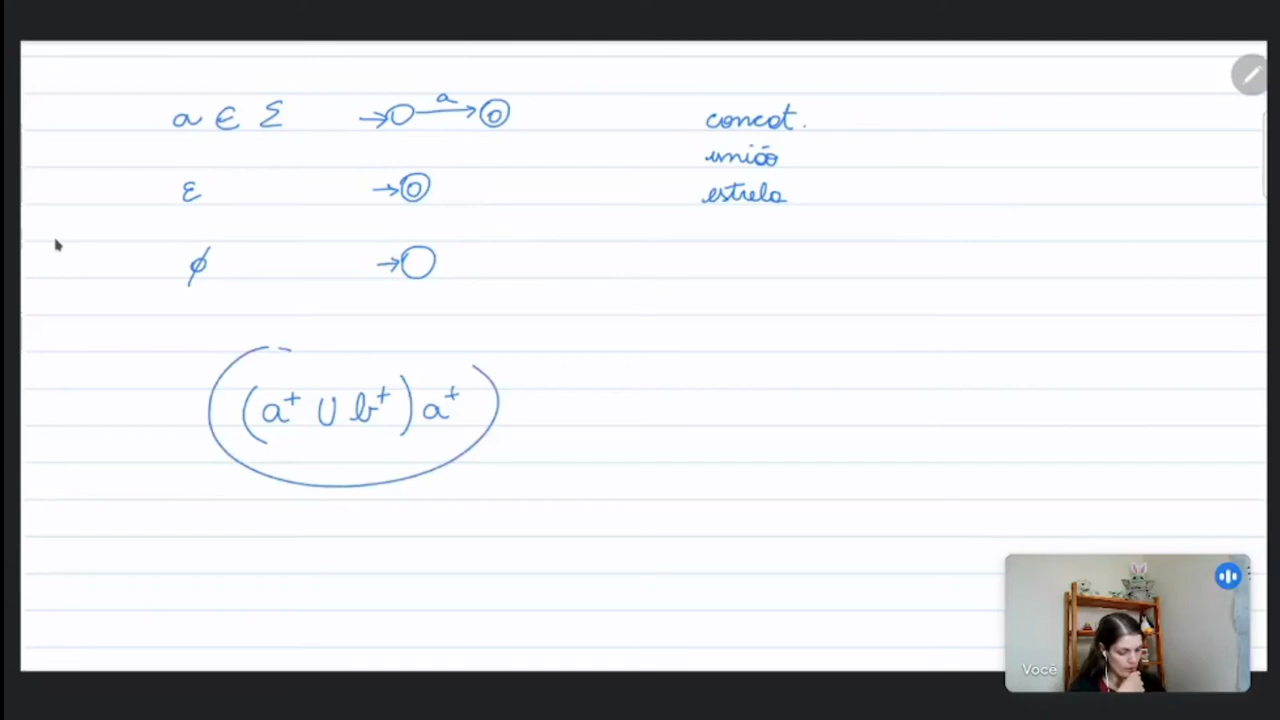 a ∈ Σ → a
ε →
ϕ →
concat.
união
estrela
(a⁺ ∪ b⁺) a⁺
Você